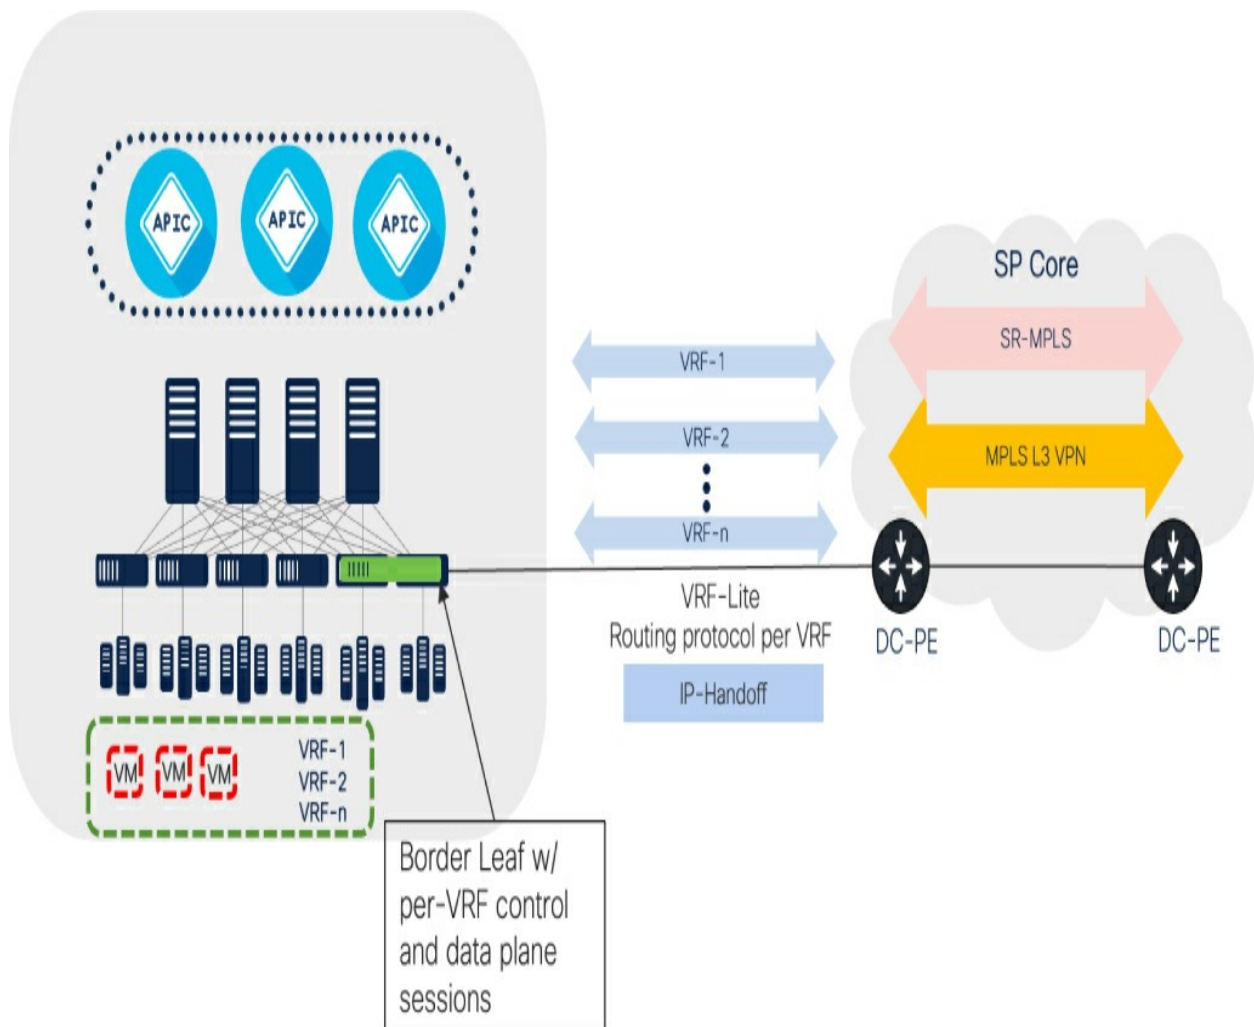 APIC
APIC
APIC
SP Core
SR-MPLS
MPLS L3 VPN
VRF-1
VRF-2
VRF-n
VRF-Lite
Routing protocol per VRF
IP-Handoff
DC-PE
DC-PE
VM
VM
VM
VRF-1
VRF-2
VRF-n
Border Leaf w/
per-VRF control
and data plane
sessions